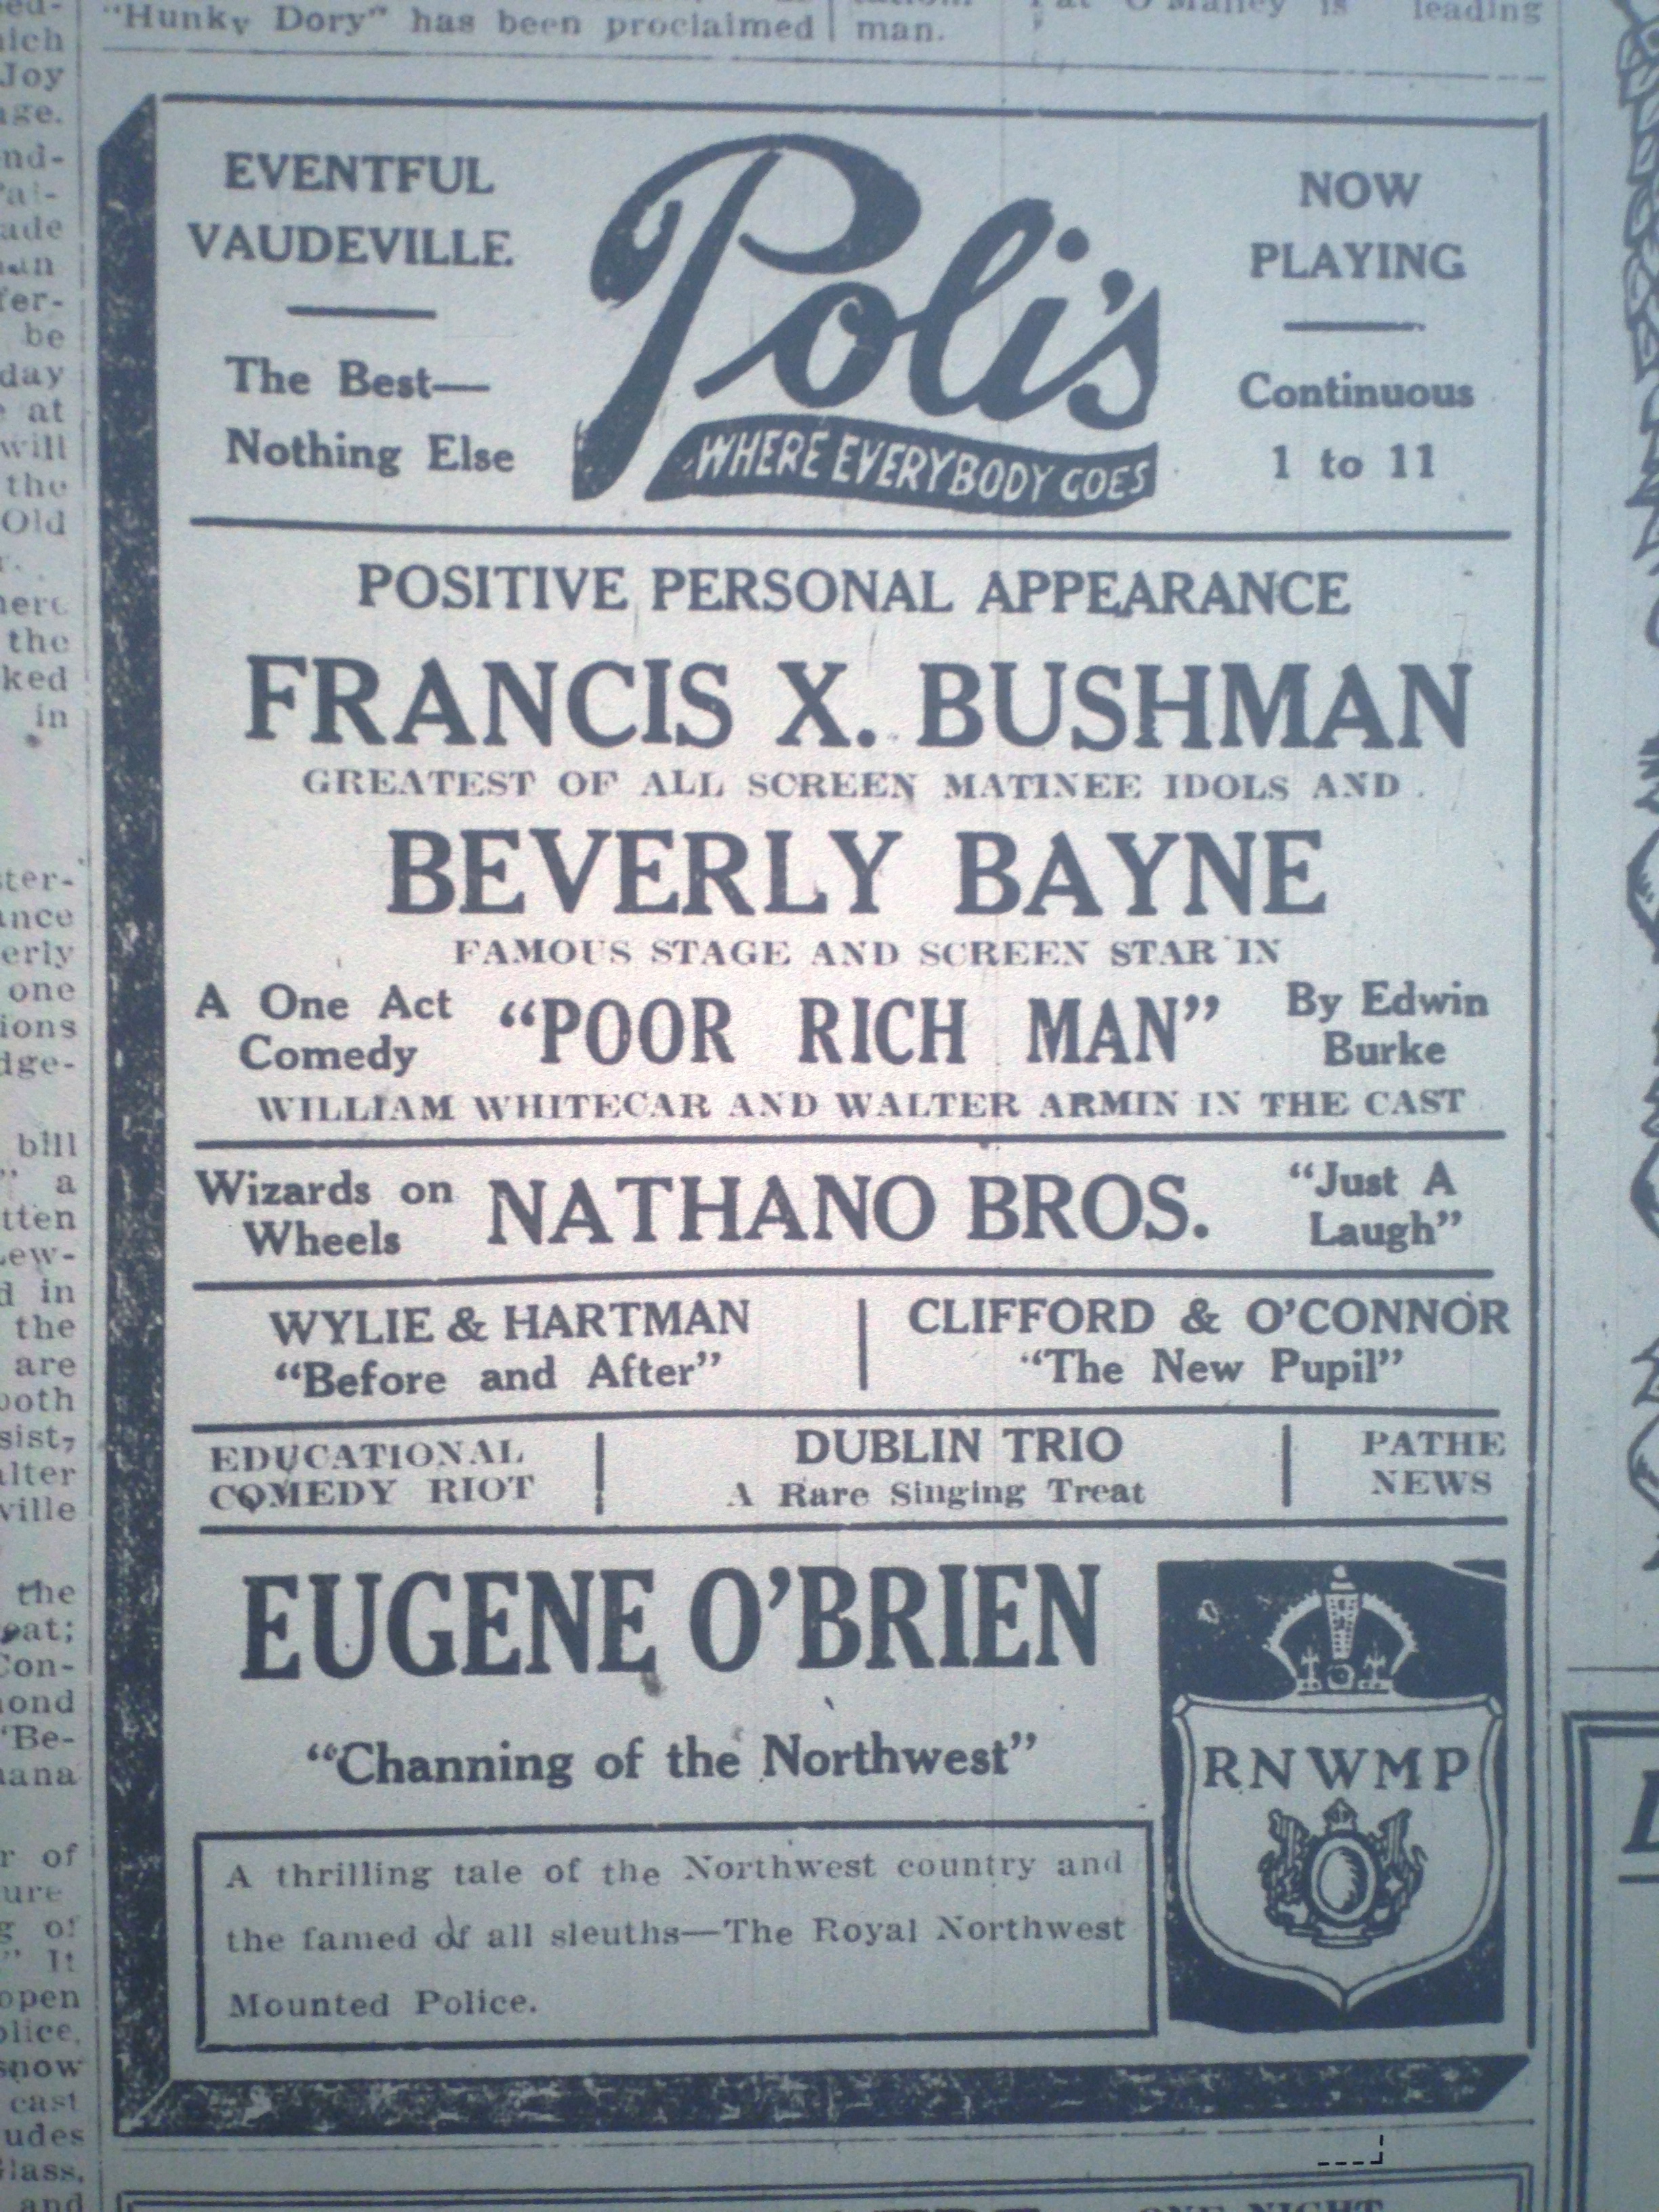 "Hunky Dory" has been proclaimed
man.
leading
EVENTFUL
VAUDEVILLE
The Best—
Nothing Else
Poli's
WHERE EVERYBODY GOES
NOW
PLAYING
Continuous
1 to 11
POSITIVE PERSONAL APPEARANCE
FRANCIS X. BUSHMAN
GREATEST OF ALL SCREEN MATINEE IDOLS AND
BEVERLY BAYNE
FAMOUS STAGE AND SCREEN STAR IN
A One Act
Comedy
"POOR RICH MAN"
By Edwin
Burke
WILLIAM WHITECAR AND WALTER ARMIN IN THE CAST
Wizards on
Wheels
NATHANO BROS.
"Just A
Laugh"
WYLIE & HARTMAN
"Before and After"
CLIFFORD & O'CONNOR
"The New Pupil"
EDUCATIONAL
COMEDY RIOT
DUBLIN TRIO
A Rare Singing Treat
PATHE
NEWS
EUGENE O'BRIEN
"Channing of the Northwest"
RNWMP
A thrilling tale of the Northwest country and
the famed of all sleuths—The Royal Northwest
Mounted Police.
ONE NIGHT